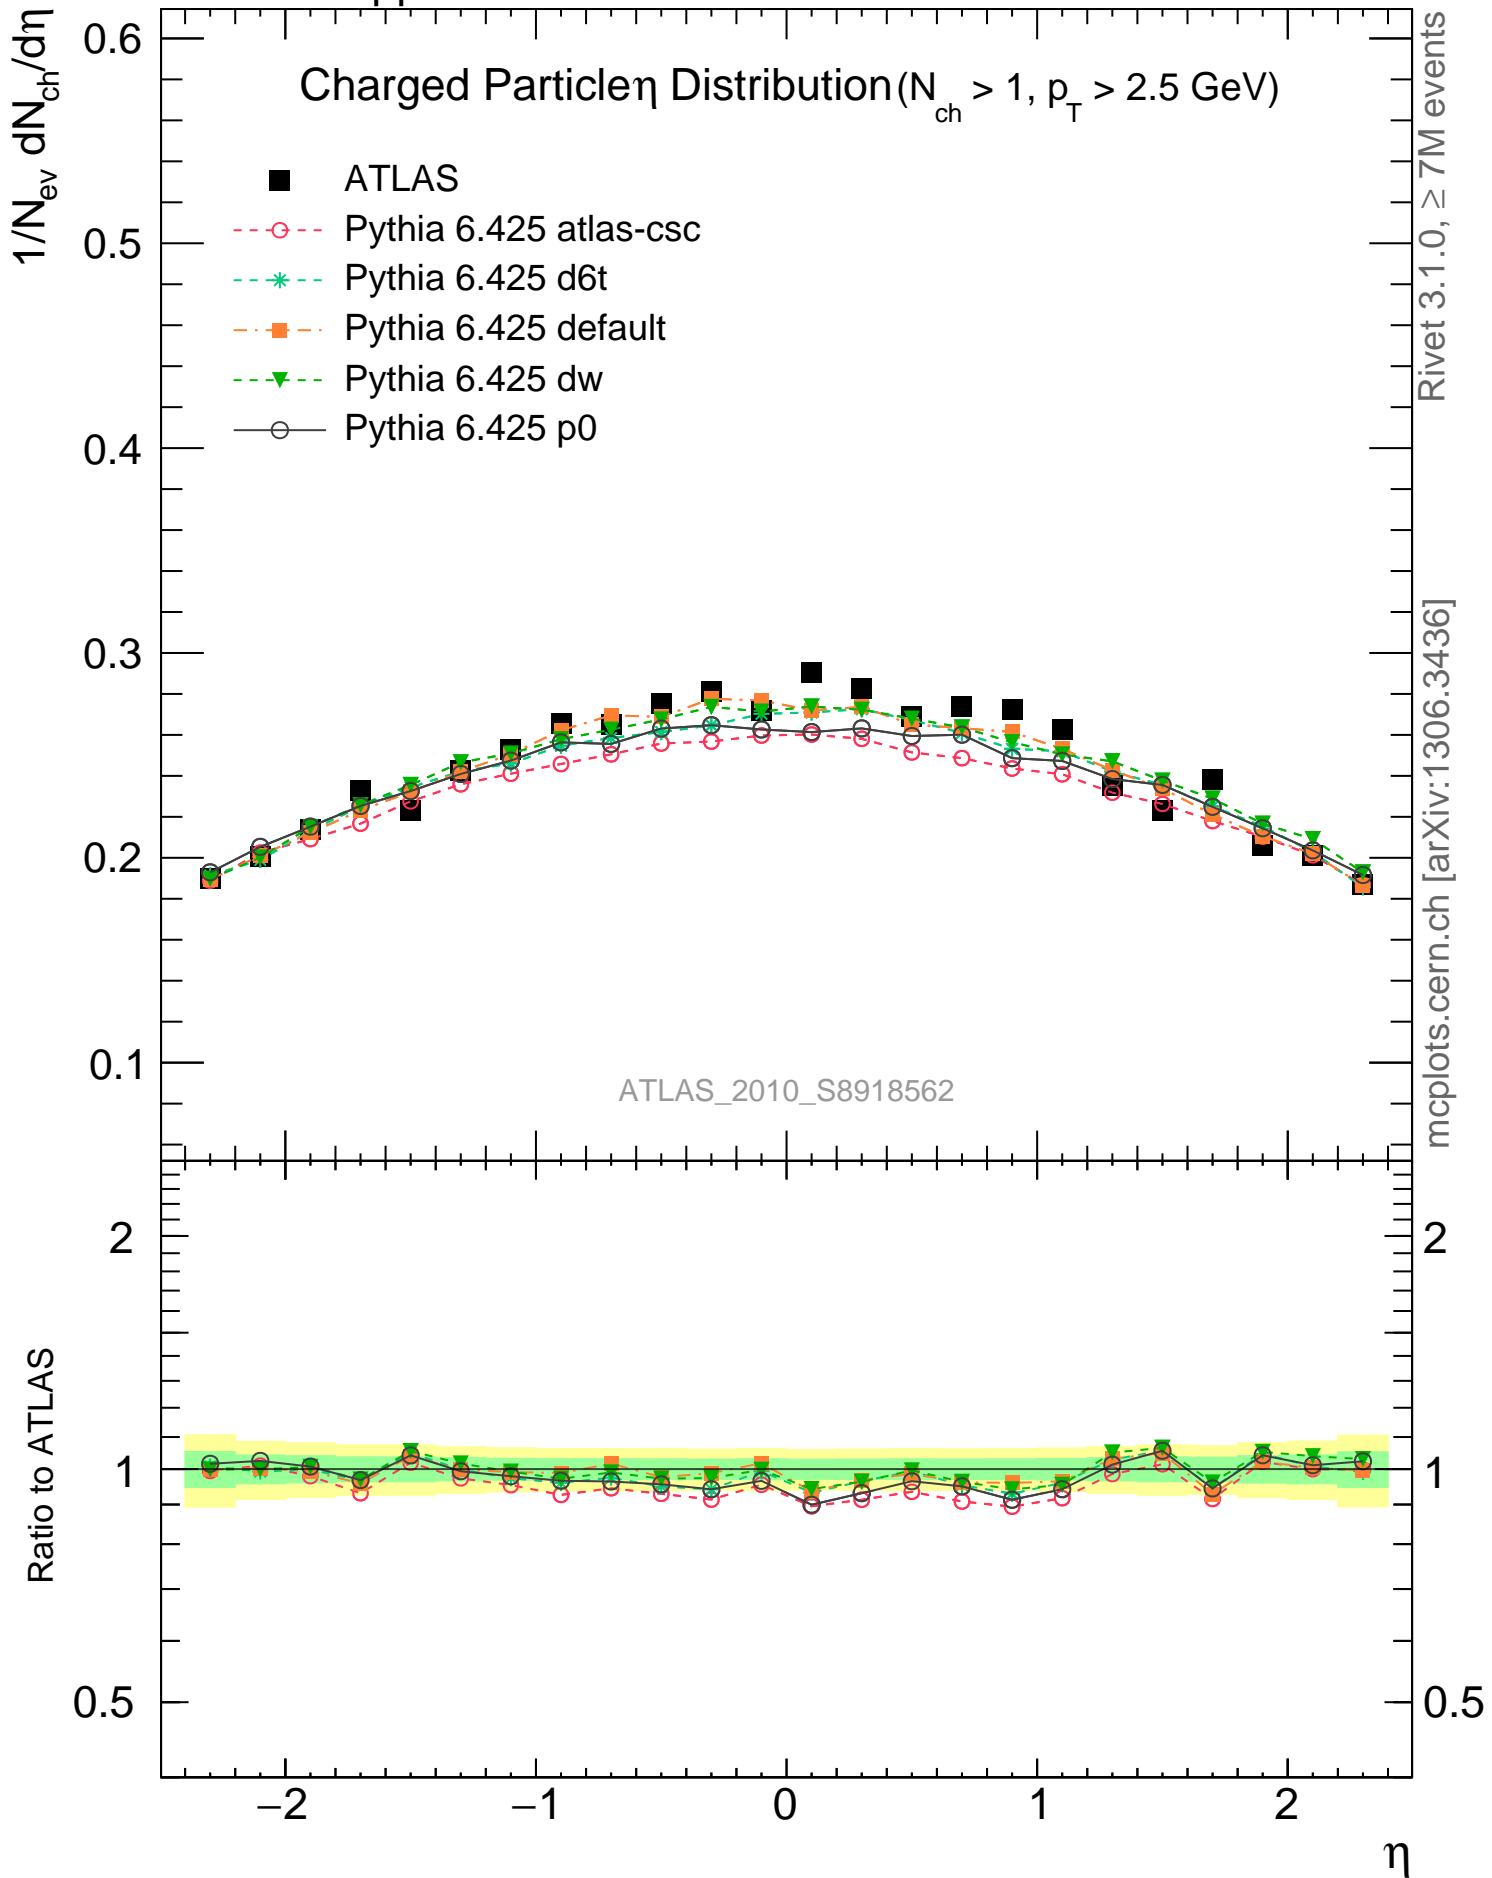 1/N_ev dN_ch/dη
0.6
0.5
0.4
0.3
0.2
0.1
Charged Particleη Distribution(N_ch > 1, p_T > 2.5 GeV)
ATLAS
Pythia 6.425 atlas-csc
Pythia 6.425 d6t
Pythia 6.425 default
Pythia 6.425 dw
Pythia 6.425 p0
ATLAS_2010_S8918562
Rivet 3.1.0, ≥ 7M events
mcplots.cern.ch [arXiv:1306.3436]
Ratio to ATLAS
2
1
0.5
2
1
0.5
−2 −1 0 1 2
η